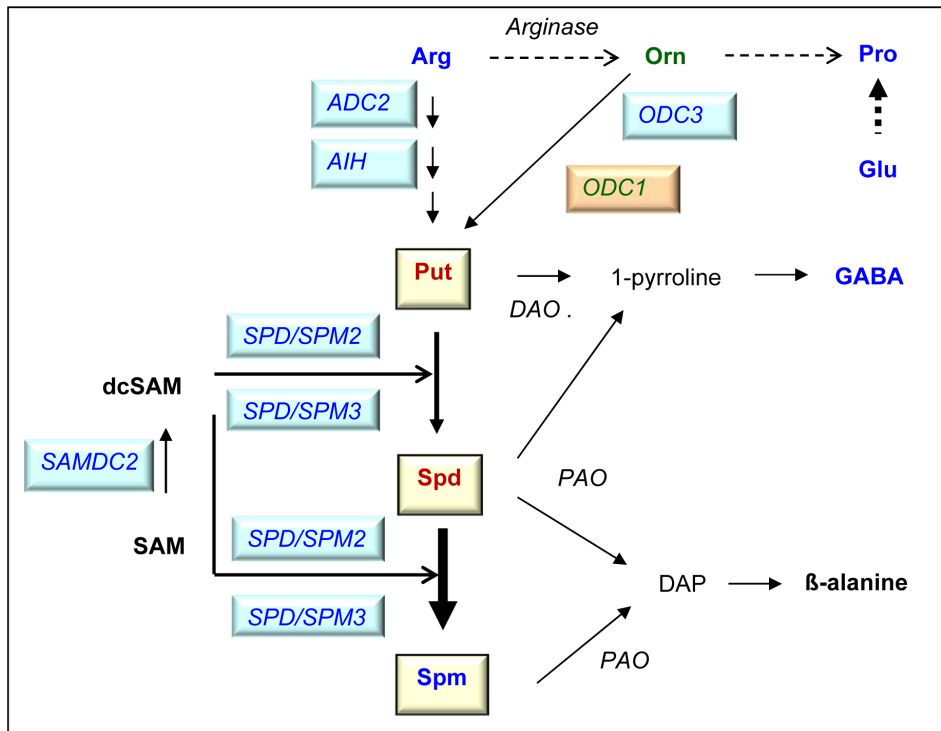 Arginase
Arg
Orn
Pro
ADC2
ODC3
AIH
Glu
ODC1
Put
1-pyrroline
GABA
DAO .
SPD/SPM2
dcSAM
SPD/SPM3
SAMDC2
Spd
PAO
SPD/SPM2
SAM
DAP
ß-alanine
SPD/SPM3
PAO
Spm